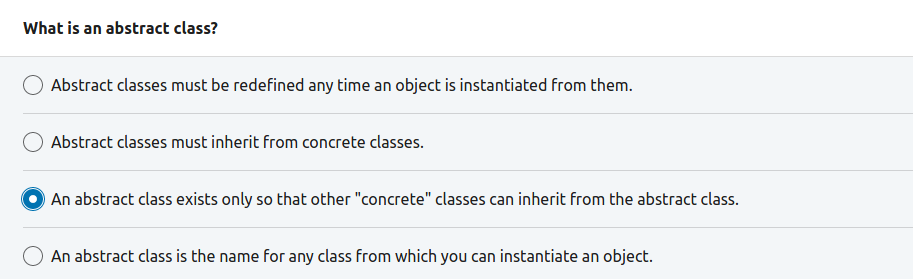 What is an abstract class?
Abstract classes must be redefined any time an object is instantiated from them.
Abstract classes must inherit from concrete classes.
An abstract class exists only so that other "concrete" classes can inherit from the abstract class.
An abstract class is the name for any class from which you can instantiate an object.